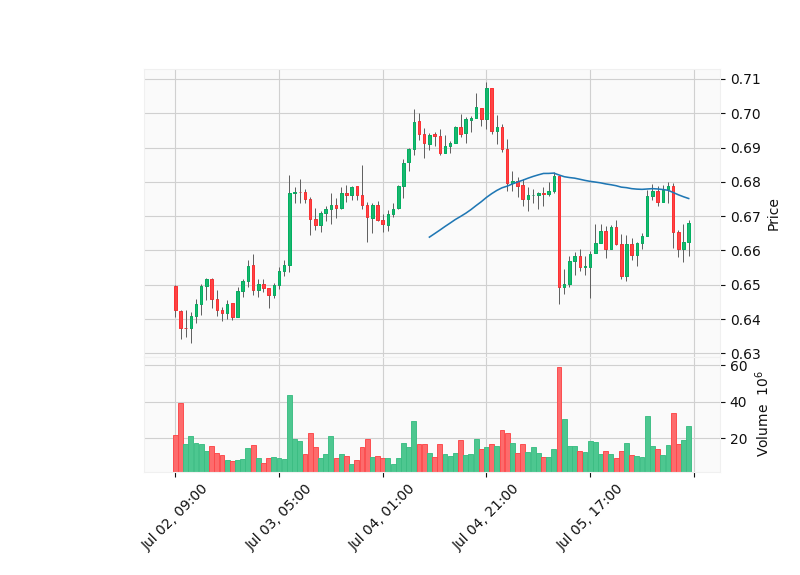 0.71
0.70
0.69
0.68
0.67
0.66
0.65
0.64
0.63
Price
60
40
20
Volume 10^6
Jul 02, 09:00
Jul 03, 05:00
Jul 04, 01:00
Jul 04, 21:00
Jul 05, 17:00